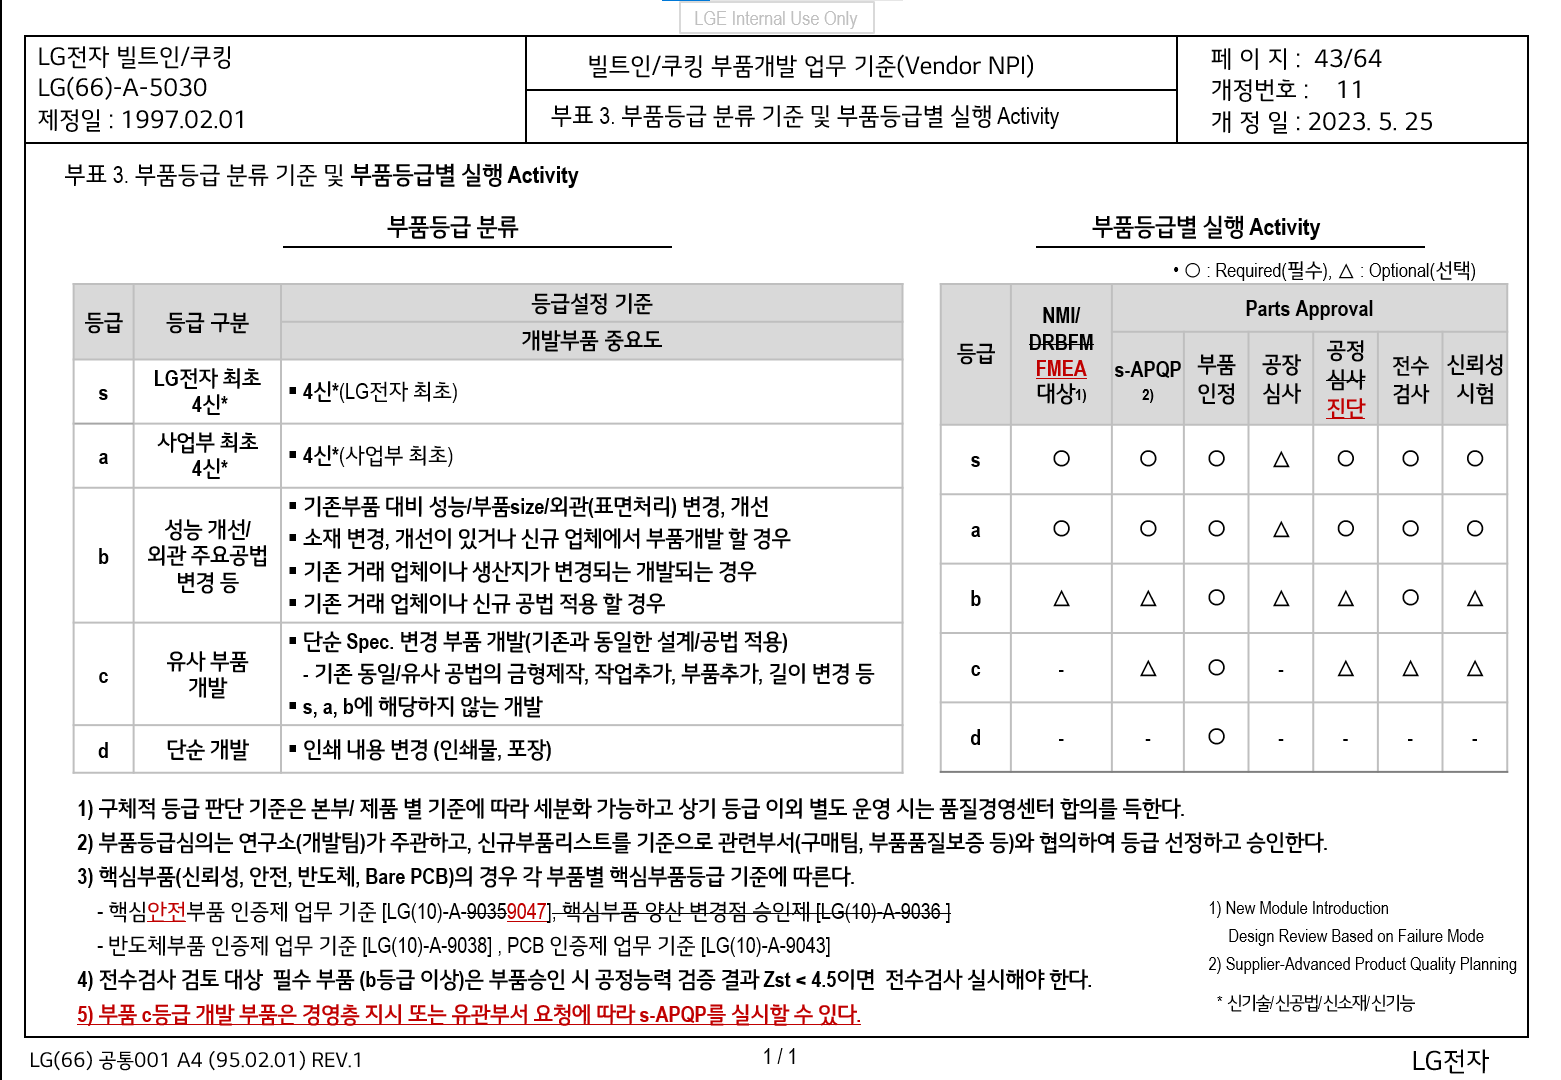 LGE Internal Use Only
LG전자 빌트인/쿠킹
LG(66)-A-5030
제정일 : 1997.02.01
빌트인/쿠킹 부품개발 업무 기준(Vendor NPI)
부표 3. 부품등급 분류 기준 및 부품등급별 실행 Activity
페 이 지 : 43/64
개정번호 : 11
개 정 일 : 2023. 5. 25
부표 3. 부품등급 분류 기준 및 부품등급별 실행 Activity
부품등급 분류
등급
등급 구분
등급설정 기준
개발부품 중요도
s
LG전자 최초
4신*
▪ 4신*(LG전자 최초)
a
사업부 최초
4신*
▪ 4신*(사업부 최초)
b
성능 개선/
외관 주요공법
변경 등
▪ 기존부품 대비 성능/부품size/외관(표면처리) 변경, 개선
▪ 소재 변경, 개선이 있거나 신규 업체에서 부품개발 할 경우
▪ 기존 거래 업체이나 생산지가 변경되는 개발되는 경우
▪ 기존 거래 업체이나 신규 공법 적용 할 경우
c
유사 부품
개발
▪ 단순 Spec. 변경 부품 개발(기존과 동일한 설계/공법 적용)
- 기존 동일/유사 공법의 금형제작, 작업추가, 부품추가, 길이 변경 등
▪ s, a, b에 해당하지 않는 개발
d
단순 개발
▪ 인쇄 내용 변경 (인쇄물, 포장)
부품등급별 실행 Activity
• ○ : Required(필수), △ : Optional(선택)
등급
NMI/
DRBFM
FMEA
대상1)
Parts Approval
s-APQP
2)
부품
인정
공장
심사
공정
심사
진단
전수
검사
신뢰성
시험
s ○ ○ ○ △ ○ ○ ○
a ○ ○ ○ △ ○ ○ ○
b △ △ ○ △ △ ○ △
c - △ ○ - △ △ △
d - - ○ - - - -
1) 구체적 등급 판단 기준은 본부/ 제품 별 기준에 따라 세분화 가능하고 상기 등급 이외 별도 운영 시는 품질경영센터 합의를 득한다.
2) 부품등급심의는 연구소(개발팀)가 주관하고, 신규부품리스트를 기준으로 관련부서(구매팀, 부품품질보증 등)와 협의하여 등급 선정하고 승인한다.
3) 핵심부품(신뢰성, 안전, 반도체, Bare PCB)의 경우 각 부품별 핵심부품등급 기준에 따른다.
- 핵심안전부품 인증제 업무 기준 [LG(10)-A-90359047], 핵심부품 양산 변경점 승인제 [LG(10)-A-9036 ]
- 반도체부품 인증제 업무 기준 [LG(10)-A-9038] , PCB 인증제 업무 기준 [LG(10)-A-9043]
4) 전수검사 검토 대상 필수 부품 (b등급 이상)은 부품승인 시 공정능력 검증 결과 Zst < 4.5이면 전수검사 실시해야 한다.
5) 부품 c등급 개발 부품은 경영층 지시 또는 유관부서 요청에 따라 s-APQP를 실시할 수 있다.
1) New Module Introduction
Design Review Based on Failure Mode
2) Supplier-Advanced Product Quality Planning
* 신기술/신공법/신소재/신기능
LG(66) 공통001 A4 (95.02.01) REV.1
1 / 1
LG전자